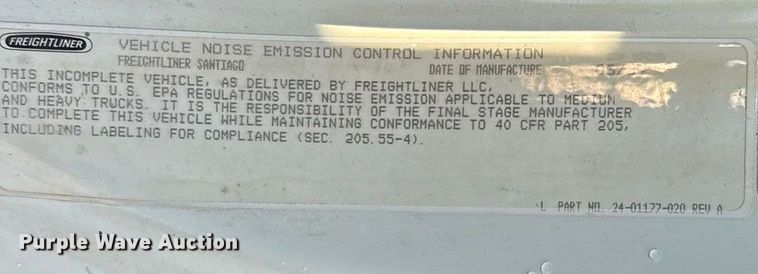 FREIGHTLINER
VEHICLE NOISE EMISSION CONTROL INFORMATION
FREIGHTLINER SANTIAGO DATE OF MANUFACTURE 05/
THIS INCOMPLETE VEHICLE, AS DELIVERED BY FREIGHTLINER LLC,
CONFORMS TO U.S. EPA REGULATIONS FOR NOISE EMISSION APPLICABLE TO MEDIUM
AND HEAVY TRUCKS. IT IS THE RESPONSIBILITY OF THE FINAL STAGE MANUFACTURER
TO COMPLETE THIS VEHICLE WHILE MAINTAINING CONFORMANCE TO 40 CFR PART 205,
INCLUDING LABELING FOR COMPLIANCE (SEC. 205.55-4).
L PART NO. 24-01177-020 REV A
Purple Wave Auction